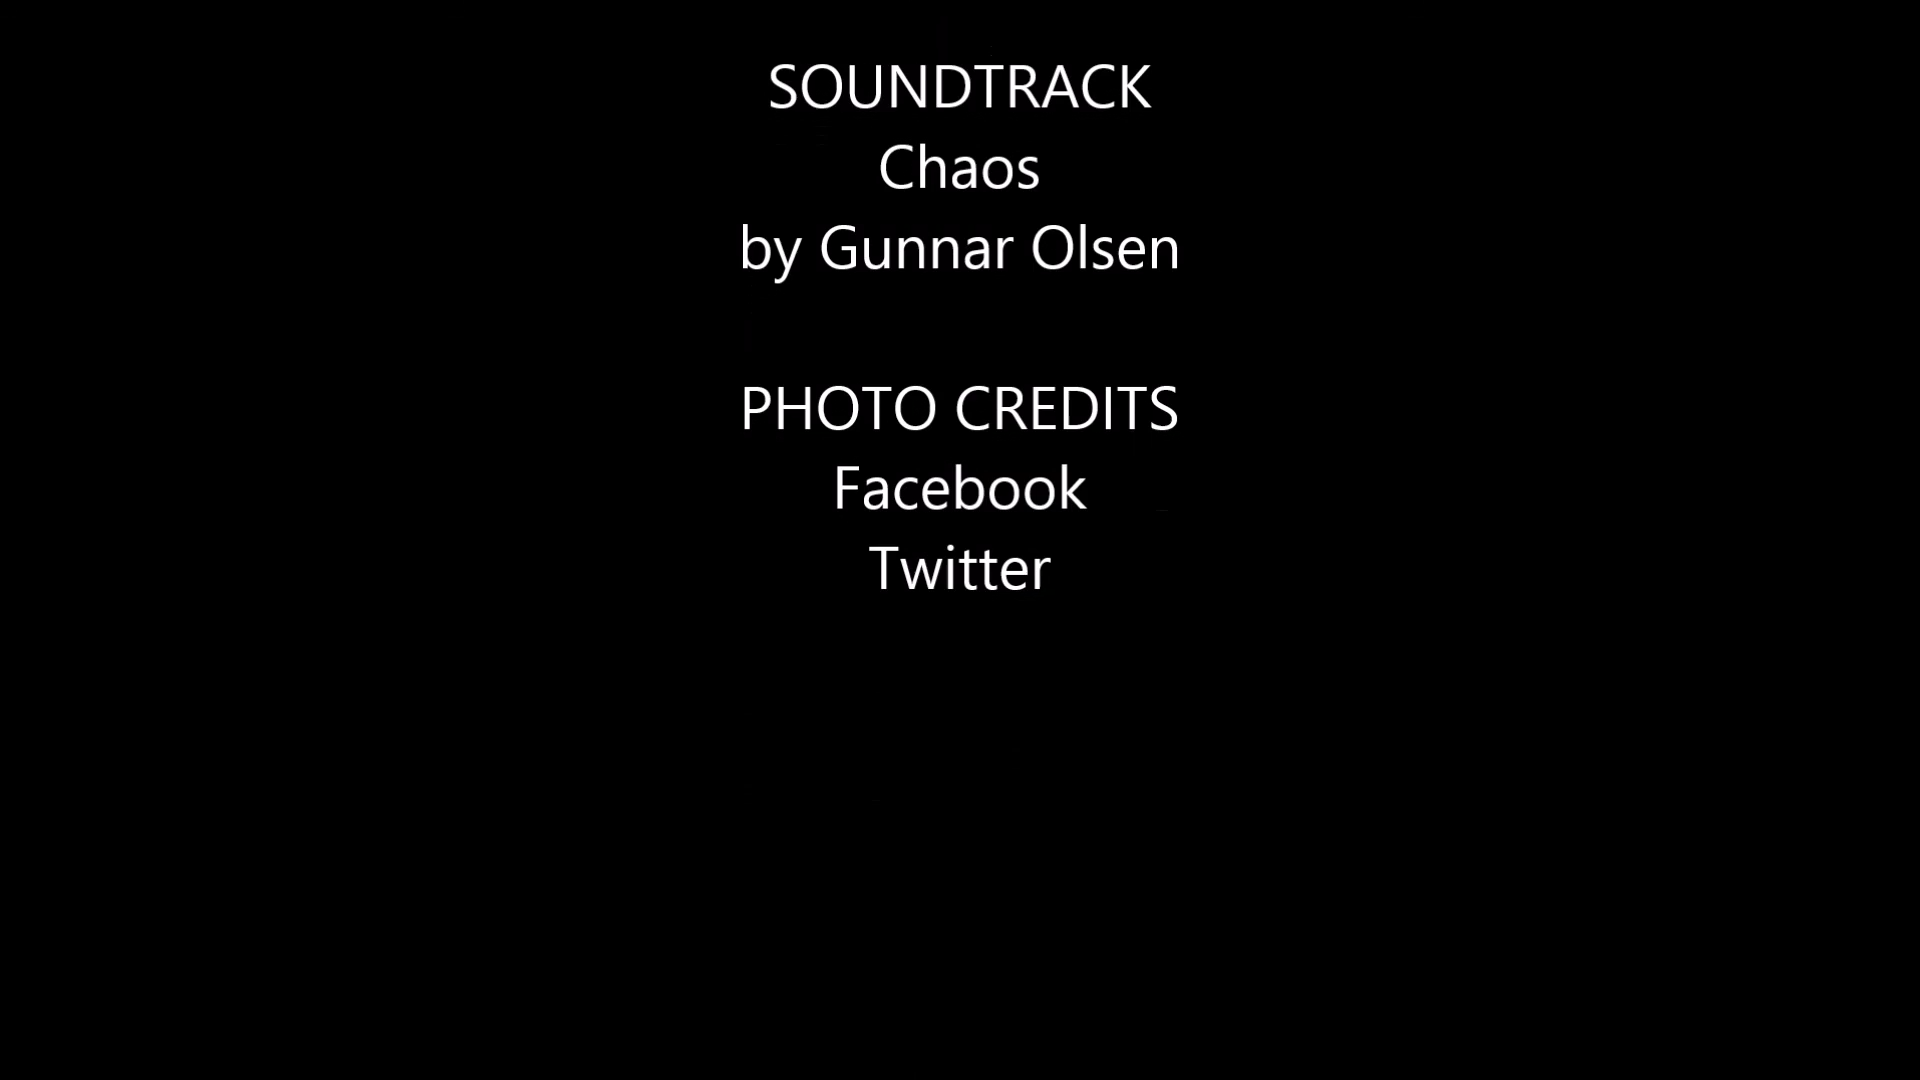 SOUNDTRACK
Chaos
by Gunnar Olsen
PHOTO CREDITS
Facebook
Twitter